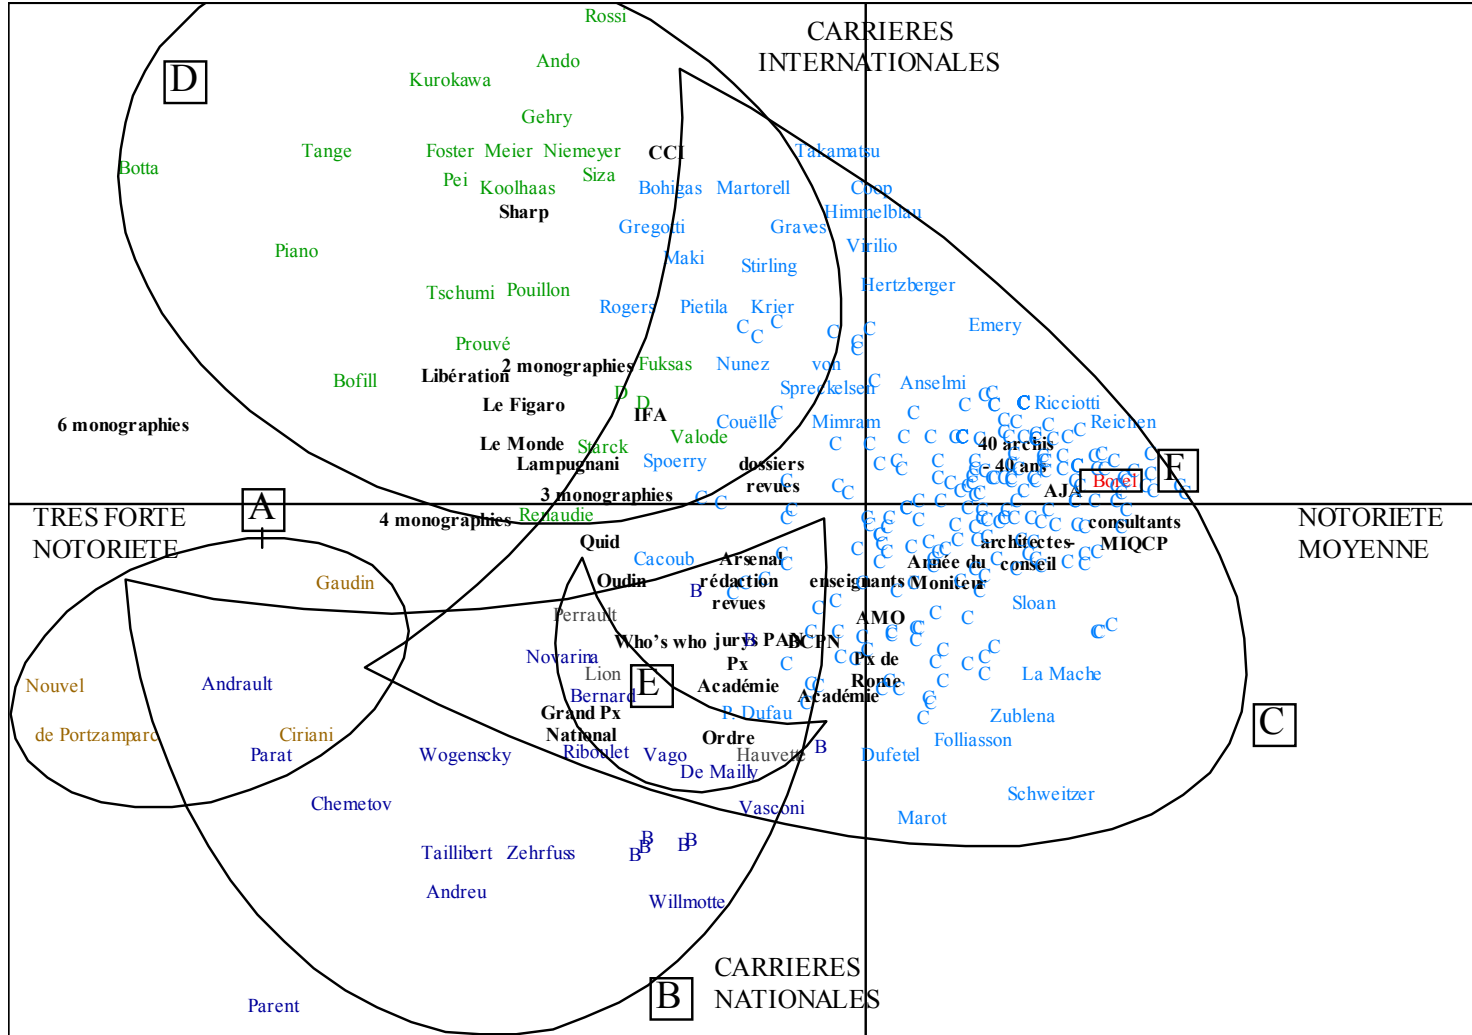 Rossi
CARRIERES
INTERNATIONALES
D
Ando
Kurokawa
Gehry
Tange
Foster Meier Niemeyer
CCI
Takamatsu
Botta
Pei
Koolhaas
Siza
Bohigas
Martorell
Coop
Himmelblau
Sharp
Gregotti
Graves
Virilio
Piano
Maki
Stirling
Hertzberger
Tschumi
Pouillon
Rogers
Pietila
Krier
Emery
C
C
C
C
C
C
C
Prouvé
2 monographies
Fuksas
Nunez
von
Spreckelsen
C
Bofill
Libération
Anselmi
D
D
Le Figaro
IFA
C
Couëlle
Mimram
Ricciotti
Reichen
6 monographies
Le Monde
Starck
Valode
40 archis
- 40 ans
Lampugnani
Spoerry
dossiers
revues
F
Borel
AJA
3 monographies
A
4 monographies
Renaudie
TRES FORTE
NOTORIETE
NOTORIETE
MOYENNE
consultants
MIQCP
Quid
Cacoub
Arsenal
rédaction
revues
enseignants
Année du
Moniteur
architectes-
conseil
Gaudin
Oudin
B
Perrault
Sloan
AMO
Who's who
jurys PAN
B
BCPN
Novarina
Lion
Px
Académie
Px de
Rome
Académie
La Mache
Nouvel
Andrault
Bernard
E
P. Dufau
Zublena
C
Grand Px
National
de Portzamparc
Ciriani
Ordre
Folliasson
Parat
Wogenscky
Riboulet
Vago
Hauvette
B
Dufetel
De Mailly
Chemetov
Vasconi
Schweitzer
Marot
Taillibert
Zehrfuss
B
B
B
B
B
Andreu
Willmotte
B
CARRIERES
NATIONALES
Parent